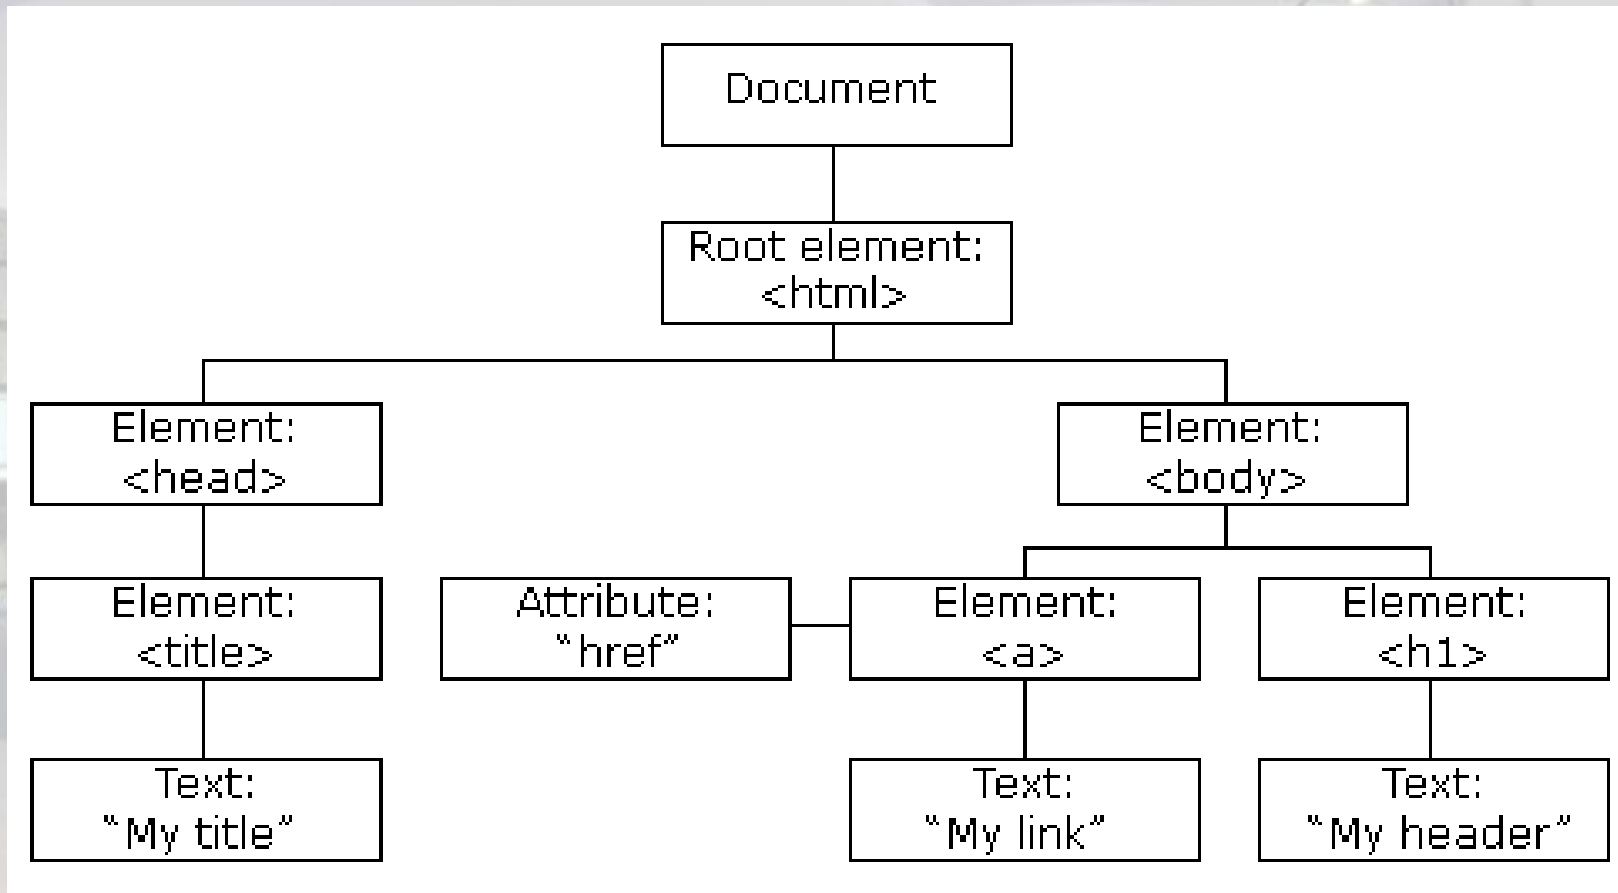 Document
Root element:
<html>
Element:
<head>
Element:
<body>
Element:
<title>
Attribute:
“href”
Element:
<a>
Element:
<h1>
Text:
“My title”
Text:
“My link”
Text:
“My header”